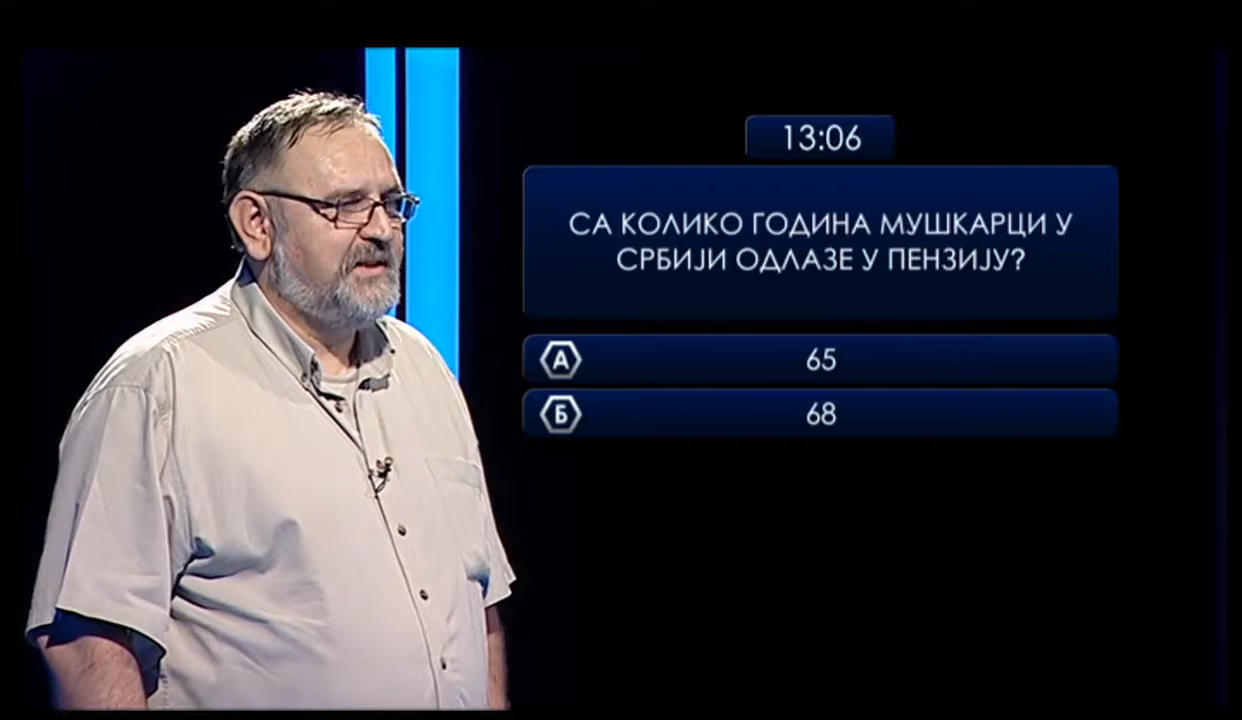 13:06
СА КОЛИКО ГОДИНА МУШКАРЦИ У
СРБИЈИ ОДЛАЗЕ У ПЕНЗИЈУ?
А 65
Б 68